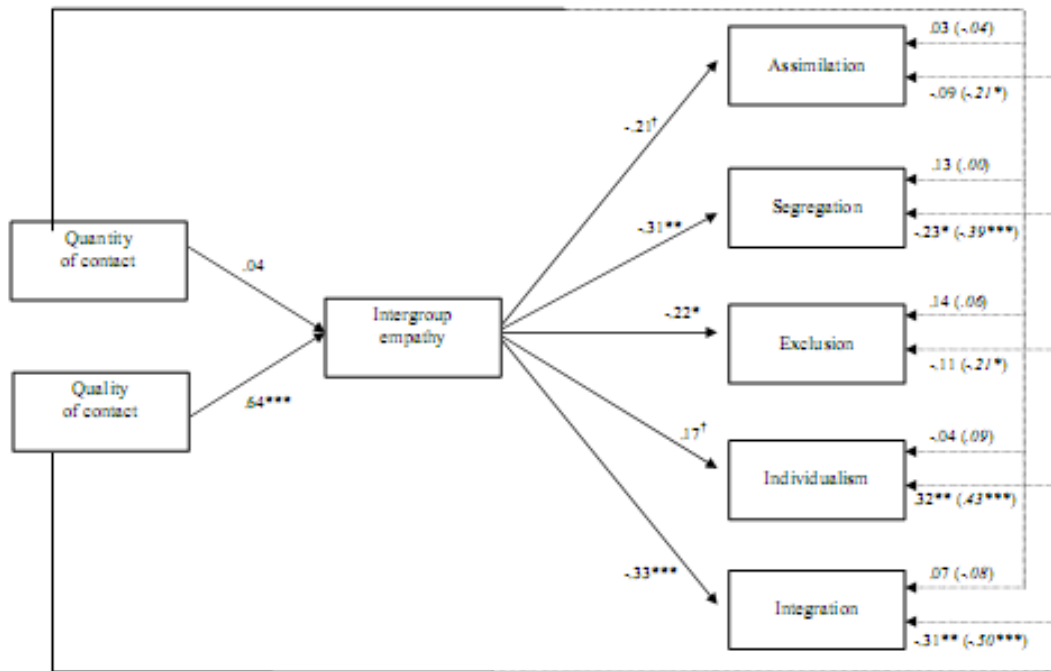 .03 (-.04)
Assimilation
-.09 (-.21*)
-.21†
.13 (.00)
Segregation
-.23* (-.39***)
-.31**
Quantity
of contact
.04
Intergroup
empathy
-.22*
.14 (.06)
Exclusion
-.11 (-.21*)
Quality
of contact
.64***
.17†
-.04 (.09)
Individualism
.32** (.43***)
-.33***
.07 (-.08)
Integration
-.31** (-.50***)